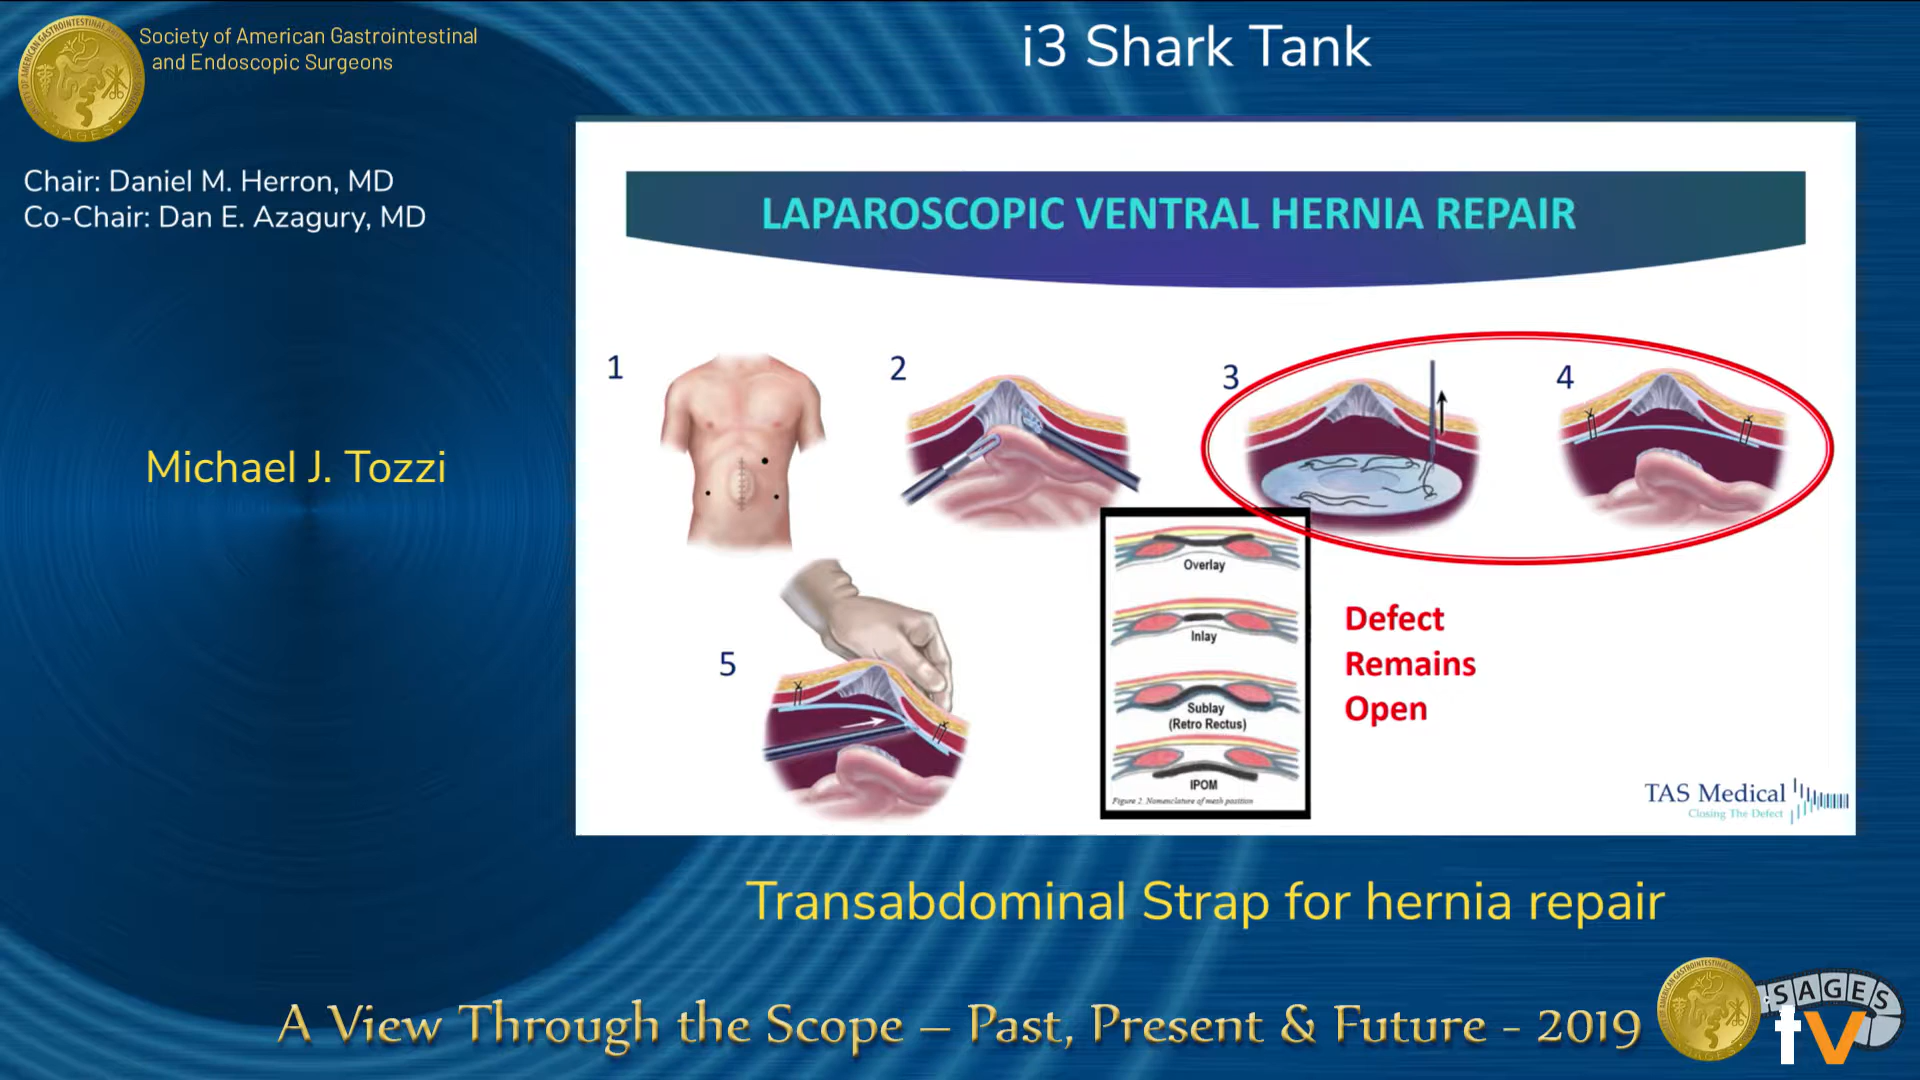 Society of American Gastrointestinal
and Endoscopic Surgeons
i3 Shark Tank
Chair: Daniel M. Herron, MD
Co-Chair: Dan E. Azagury, MD
Michael J. Tozzi
LAPAROSCOPIC VENTRAL HERNIA REPAIR
1
2
3
4
5
Overlay
Inlay
Sublay
(Retro Rectus)
IPOM
Figure 2. Nomenclature of mesh position
Defect
Remains
Open
TAS Medical
Closing The Defect
Transabdominal Strap for hernia repair
A View Through the Scope – Past, Present & Future - 2019
SAGES
tv